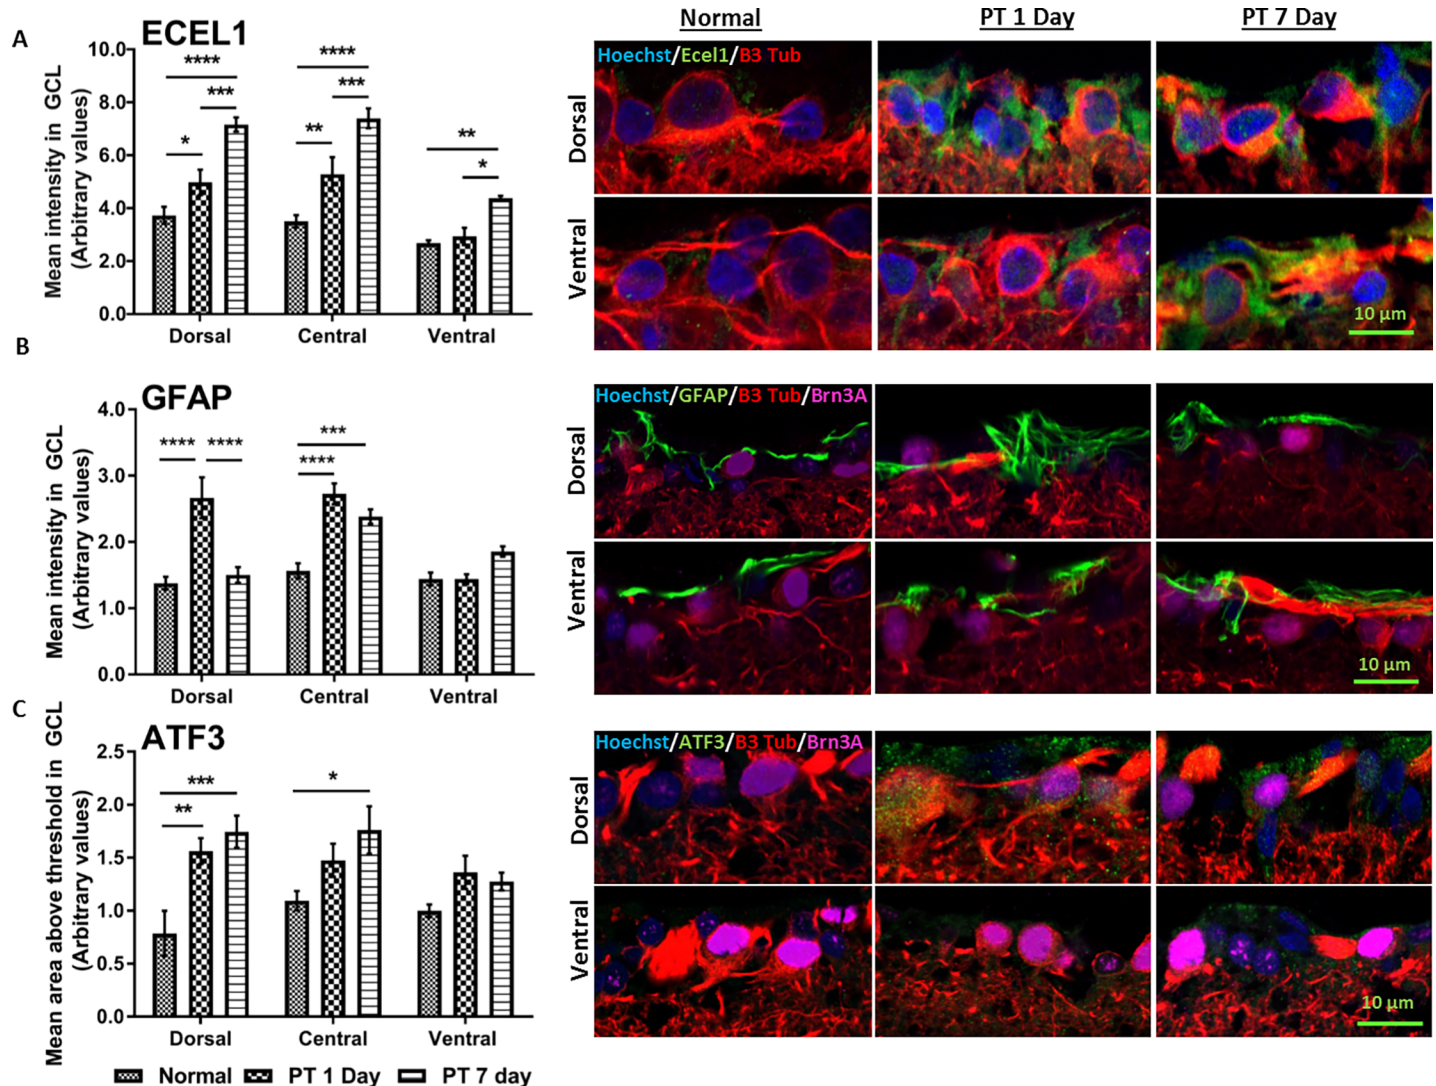 Normal PT 1 Day PT 7 Day
A
ECEL1
Mean intensity in GCL
(Arbitrary values)
10.0
8.0
6.0
4.0
2.0
0.0
**** *** * **** *** ** ** *
Dorsal Central Ventral
Hoechst/Ecel1/B3 Tub
Dorsal
Ventral
10 µm
B
GFAP
Mean intensity in GCL
(Arbitrary values)
4.0
3.0
2.0
1.0
0.0
**** **** *** ****
Dorsal Central Ventral
Hoechst/GFAP/B3 Tub/Brn3A
Dorsal
Ventral
10 µm
C
ATF3
Mean area above threshold in GCL
(Arbitrary values)
2.5
2.0
1.5
1.0
0.5
0.0
*** ** *
Dorsal Central Ventral
Hoechst/ATF3/B3 Tub/Brn3A
Dorsal
Ventral
10 µm
Normal PT 1 Day PT 7 day